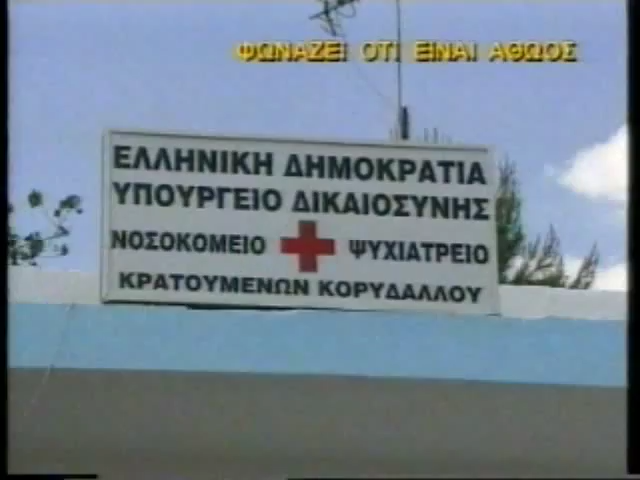 ΦΩΝΑΖΕΙ ΟΤΙ ΕΙΝΑΙ ΑΘΩΟΣ
ΕΛΛΗΝΙΚΗ ΔΗΜΟΚΡΑΤΙΑ
ΥΠΟΥΡΓΕΙΟ ΔΙΚΑΙΟΣΥΝΗΣ
ΝΟΣΟΚΟΜΕΙΟ ΨΥΧΙΑΤΡΕΙΟ
ΚΡΑΤΟΥΜΕΝΩΝ ΚΟΡΥΔΑΛΛΟΥ